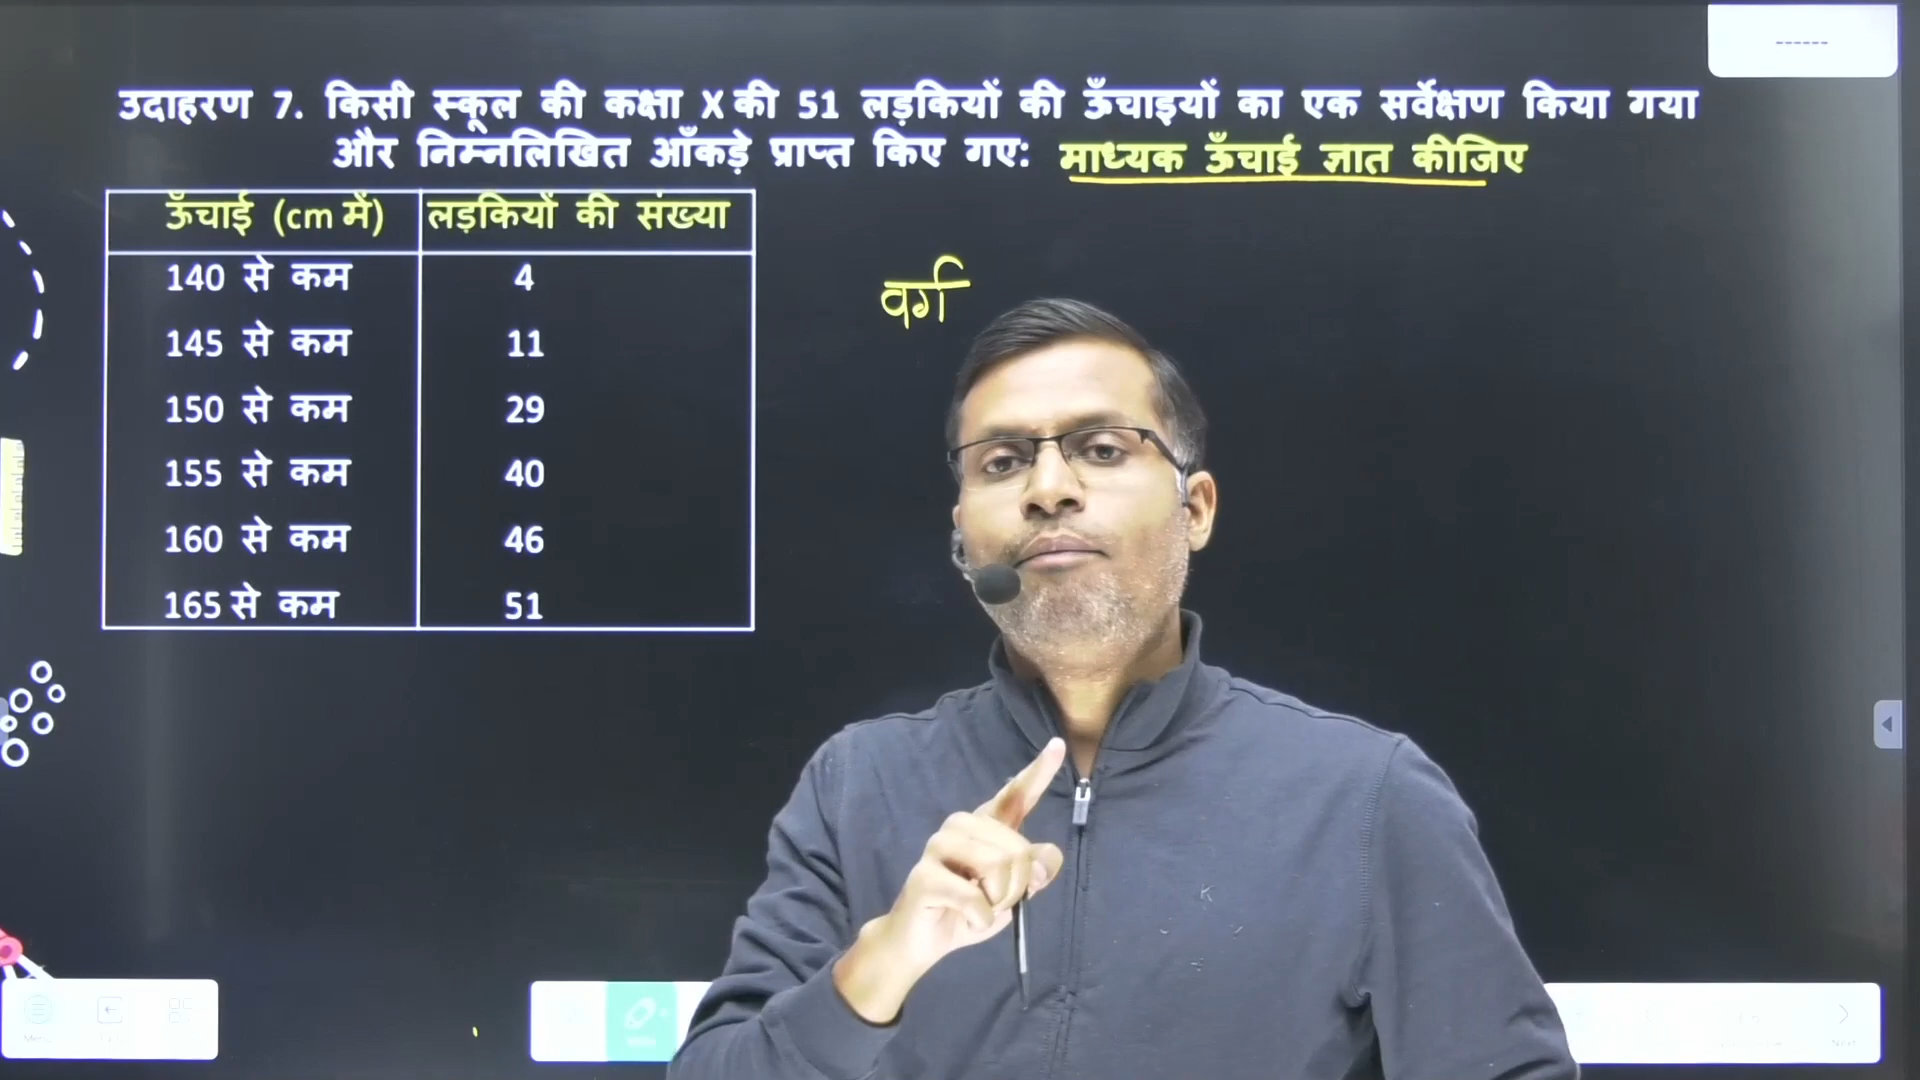 ------
उदाहरण 7. किसी स्कूल की कक्षा X की 51 लड़कियों की ऊँचाइयों का एक सर्वेक्षण किया गया
और निम्नलिखित आँकड़े प्राप्त किए गए: माध्यक ऊँचाई ज्ञात कीजिए
ऊँचाई (cm में) लड़कियों की संख्या
140 से कम 4
145 से कम 11
150 से कम 29
155 से कम 40
160 से कम 46
165 से कम 51
वर्ग
K